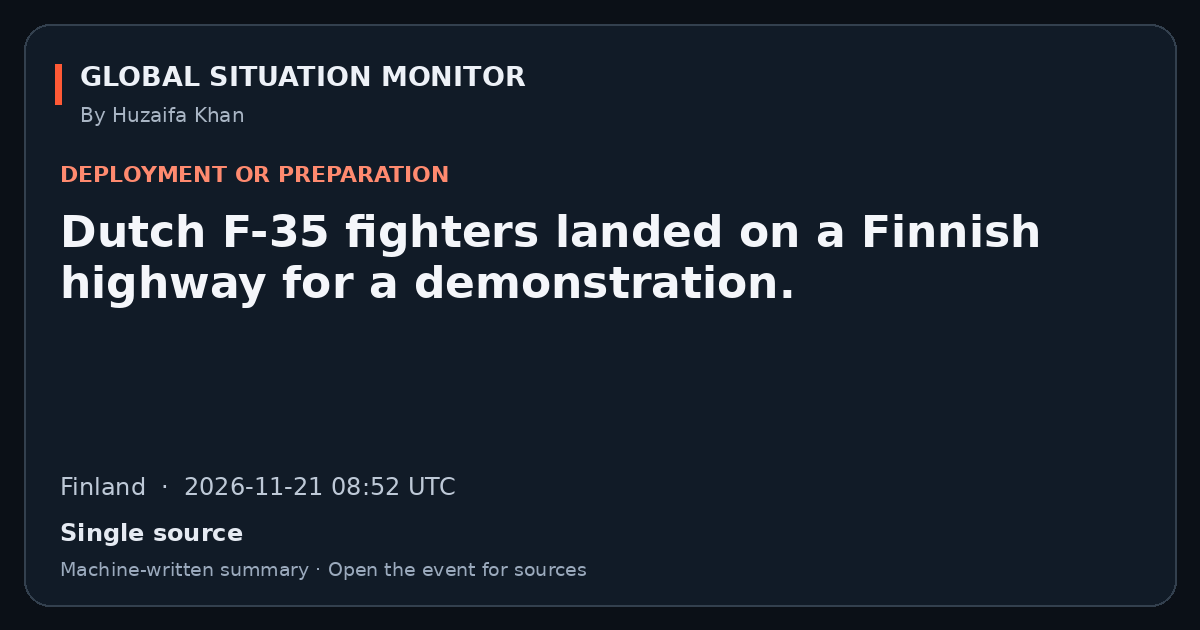 GLOBAL SITUATION MONITOR
By Huzaifa Khan
DEPLOYMENT OR PREPARATION
Dutch F-35 fighters landed on a Finnish
highway for a demonstration.
Finland · 2026-11-21 08:52 UTC
Single source
Machine-written summary · Open the event for sources